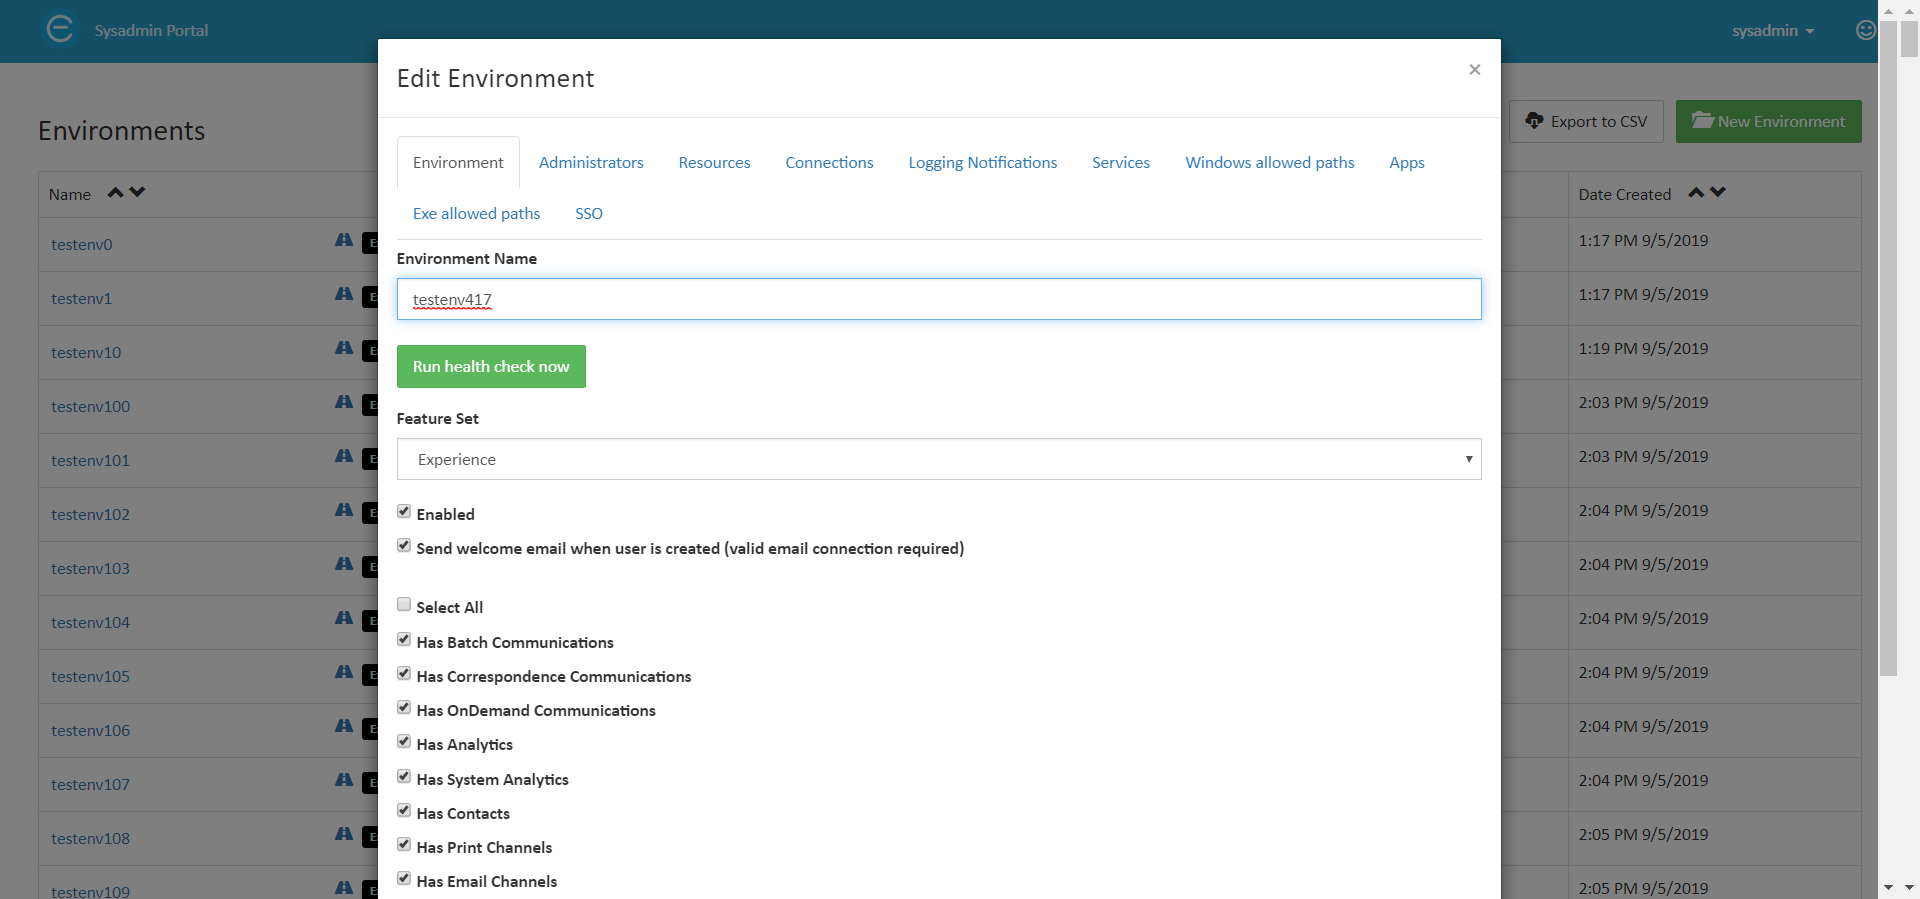 Sysadmin Portal
sysadmin
Edit Environment
×
Environments
Export to CSV
New Environment
Environment Administrators Resources Connections Logging Notifications Services Windows allowed paths Apps
Exe allowed paths SSO
Name
Date Created
Environment Name
testenv417
Run health check now
Feature Set
Experience
Enabled
Send welcome email when user is created (valid email connection required)
Select All
Has Batch Communications
Has Correspondence Communications
Has OnDemand Communications
Has Analytics
Has System Analytics
Has Contacts
Has Print Channels
Has Email Channels
testenv0 1:17 PM 9/5/2019
testenv1 1:17 PM 9/5/2019
testenv10 1:19 PM 9/5/2019
testenv100 2:03 PM 9/5/2019
testenv101 2:03 PM 9/5/2019
testenv102 2:04 PM 9/5/2019
testenv103 2:04 PM 9/5/2019
testenv104 2:04 PM 9/5/2019
testenv105 2:04 PM 9/5/2019
testenv106 2:04 PM 9/5/2019
testenv107 2:04 PM 9/5/2019
testenv108 2:05 PM 9/5/2019
testenv109 2:05 PM 9/5/2019